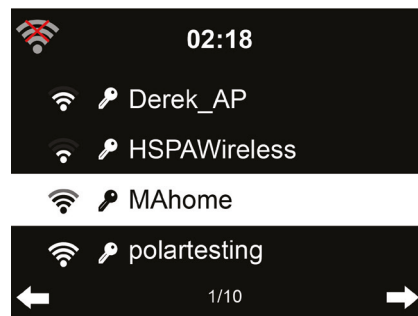 02:18
Derek_AP
HSPAWireless
MAhome
polartesting
1/10